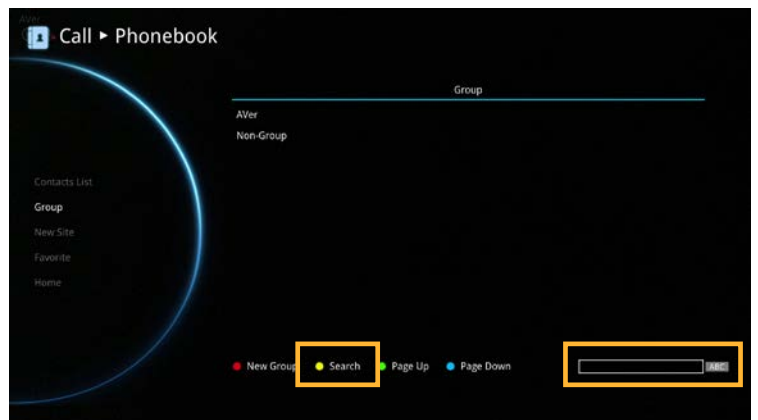 AVer
Call ► Phonebook
Group
AVer
Non-Group
Contacts List
Group
New Site
Favorite
Home
New Group Search Page Up Page Down ABC